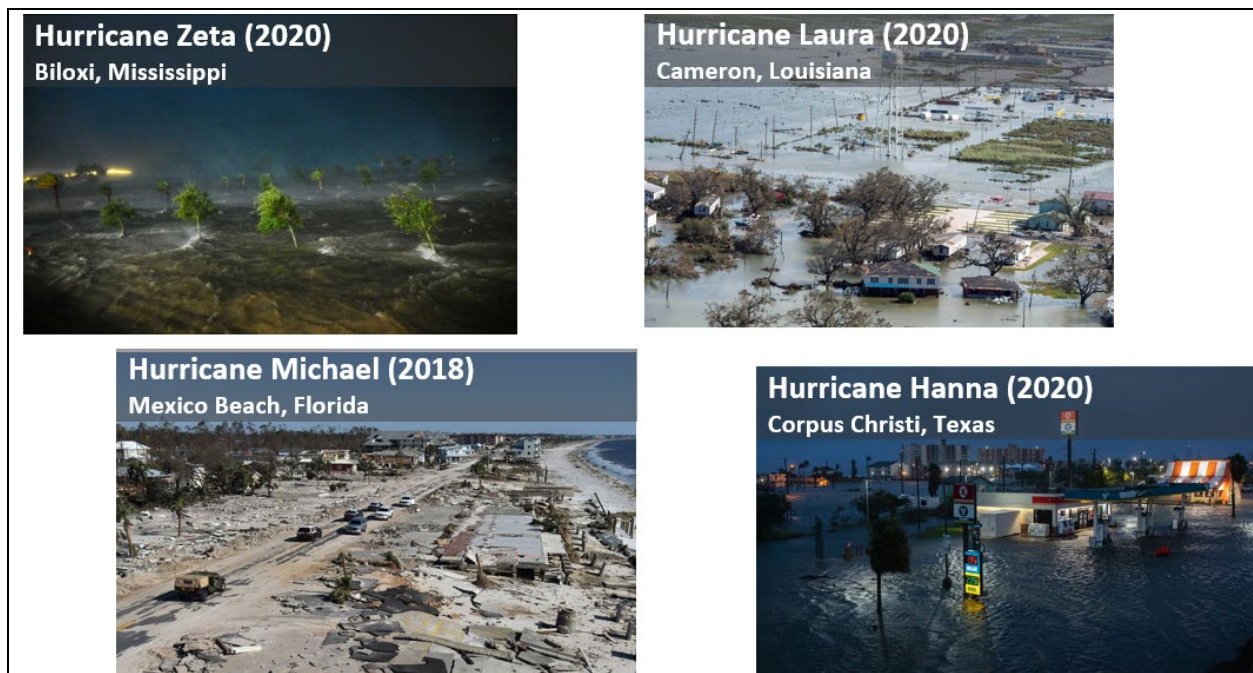 Hurricane Zeta (2020)
Biloxi, Mississippi
Hurricane Laura (2020)
Cameron, Louisiana
Hurricane Michael (2018)
Mexico Beach, Florida
Hurricane Hanna (2020)
Corpus Christi, Texas